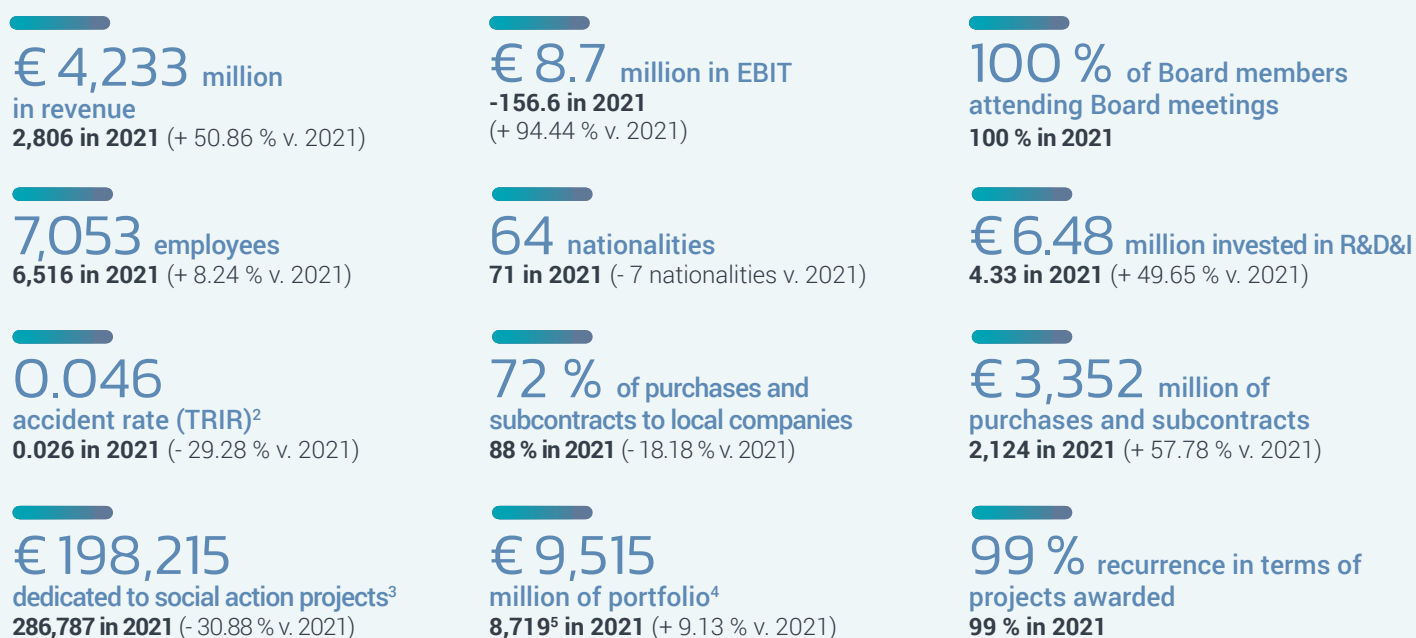 € 4,233 million
in revenue
2,806 in 2021 (+ 50.86 % v. 2021)
€ 8.7 million in EBIT
-156.6 in 2021
(+ 94.44 % v. 2021)
100 % of Board members
attending Board meetings
100 % in 2021
7,053 employees
6,516 in 2021 (+ 8.24 % v. 2021)
64 nationalities
71 in 2021 (- 7 nationalities v. 2021)
€ 6.48 million invested in R&D&I
4.33 in 2021 (+ 49.65 % v. 2021)
0.046
accident rate (TRIR)²
0.026 in 2021 (- 29.28 % v. 2021)
72 % of purchases and
subcontracts to local companies
88 % in 2021 (- 18.18 % v. 2021)
€ 3,352 million of
purchases and subcontracts
2,124 in 2021 (+ 57.78 % v. 2021)
€ 198,215
dedicated to social action projects³
286,787 in 2021 (- 30.88 % v. 2021)
€ 9,515
million of portfolio⁴
8,719⁵ in 2021 (+ 9.13 % v. 2021)
99 % recurrence in terms of
projects awarded
99 % in 2021